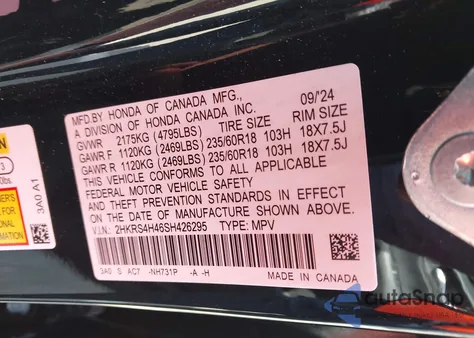 MFD.BY HONDA OF CANADA MFG.,
A DIVISION OF HONDA CANADA INC. 09/'24
GVWR 2175KG (4795LBS) TIRE SIZE RIM SIZE
GAWR F 1120KG (2469LBS) 235/60R18 103H 18X7.5J
GAWR R 1120KG (2469LBS) 235/60R18 103H 18X7.5J
THIS VEHICLE CONFORMS TO ALL APPLICABLE
FEDERAL MOTOR VEHICLE SAFETY
AND THEFT PREVENTION STANDARDS IN EFFECT
ON THE DATE OF MANUFACTURE SHOWN ABOVE.
V.I.N.: 2HKRS4H46SH426295 TYPE: MPV
3A0 S AC7 -NH731P -A -H
MADE IN CANADA
3A0 A1
autoSnap